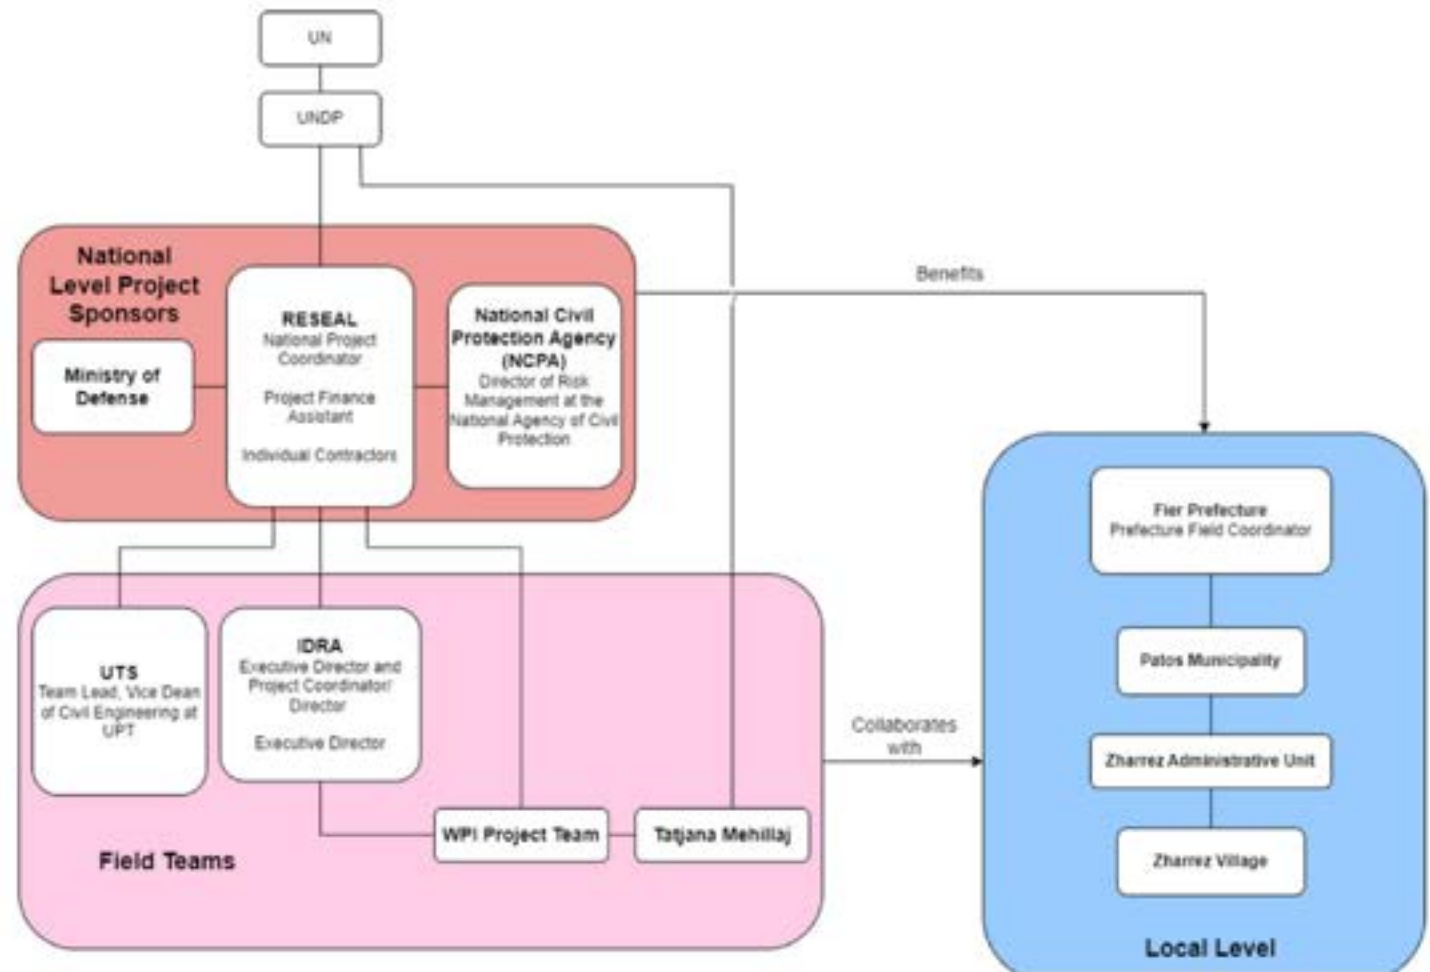 UN
UNDP
National
Level Project
Sponsors
Ministry of
Defense
RESEAL
National Project
Coordinator
Project Finance
Assistant
Individual Contractors
National Civil
Protection Agency
(NCPA)
Director of Risk
Management at the
National Agency of Civil
Protection
Benefits
UTS
Team Lead, Vice Dean
of Civil Engineering at
UPT
IDRA
Executive Director and
Project Coordinator/
Director
Executive Director
WPI Project Team
Tatjana Mehillaj
Field Teams
Collaborates
with
Fier Prefecture
Prefecture Field Coordinator
Patos Municipality
Zharrez Administrative Unit
Zharrez Village
Local Level